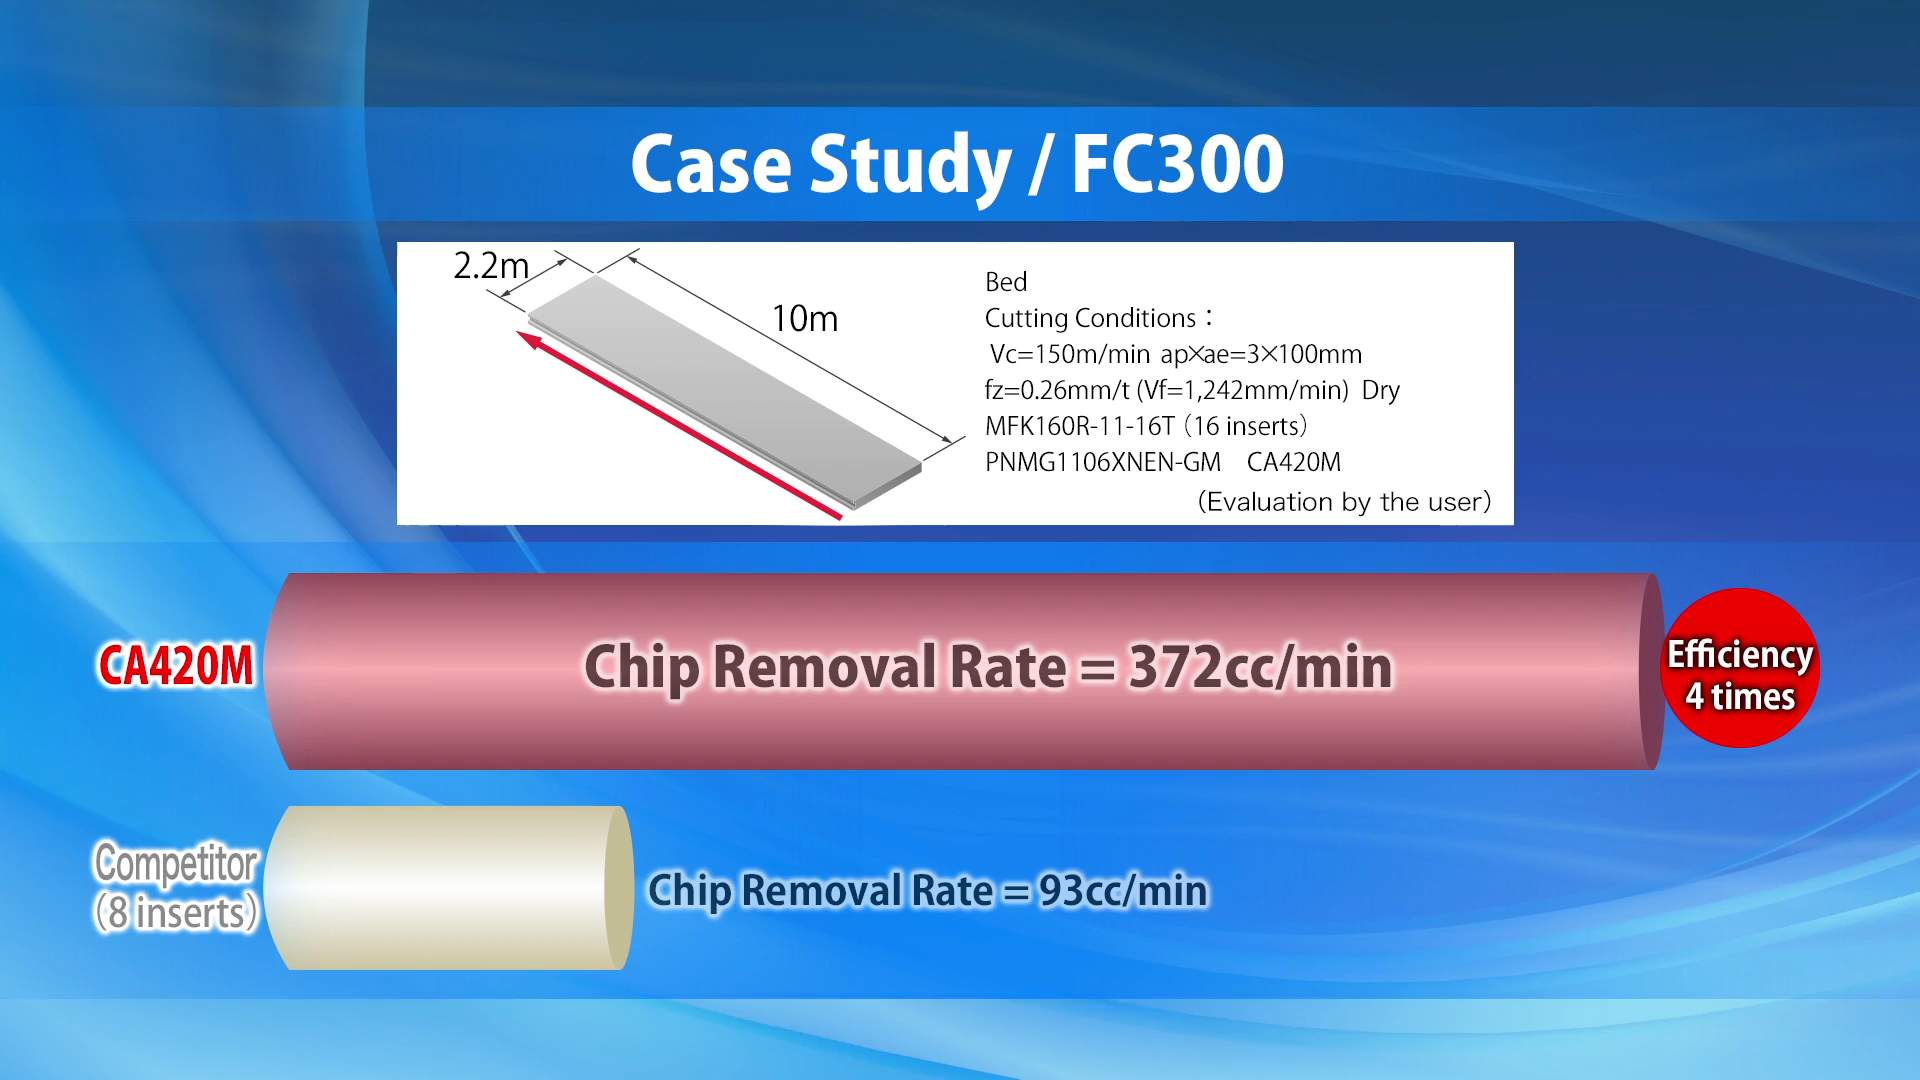 Case Study / FC300
2.2m
10m
Bed
Cutting Conditions：
Vc=150m/min ap×ae=3×100mm
fz=0.26mm/t (Vf=1,242mm/min) Dry
MFK160R-11-16T（16 inserts）
PNMG1106XNEN-GM CA420M
（Evaluation by the user）
CA420M
Chip Removal Rate = 372cc/min
Efficiency
4 times
Competitor
（8 inserts）
Chip Removal Rate = 93cc/min